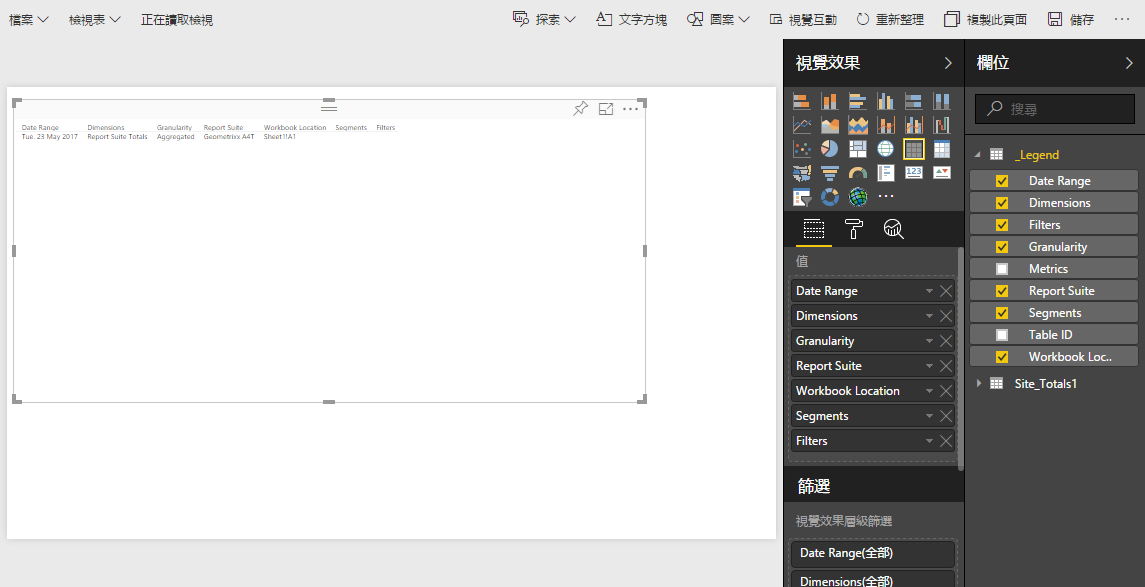 檔案 檢視表 正在讀取檢視 探索 文字方塊 圖案 視覺互動 重新整理 複製此頁面 儲存
視覺效果
欄位
搜尋
Date Range Dimensions Granularity Report Suite Workbook Location Segments Filters
Tue. 23 May 2017 Report Suite Totals Aggregated Geometrixx A4T Sheet1!A1
123
值
Date Range
Dimensions
Granularity
Report Suite
Workbook Location
Segments
Filters
篩選
視覺效果層級篩選
Date Range(全部)
Dimensions(全部)
_Legend
Date Range
Dimensions
Filters
Granularity
Metrics
Report Suite
Segments
Table ID
Workbook Loc..
Site_Totals1